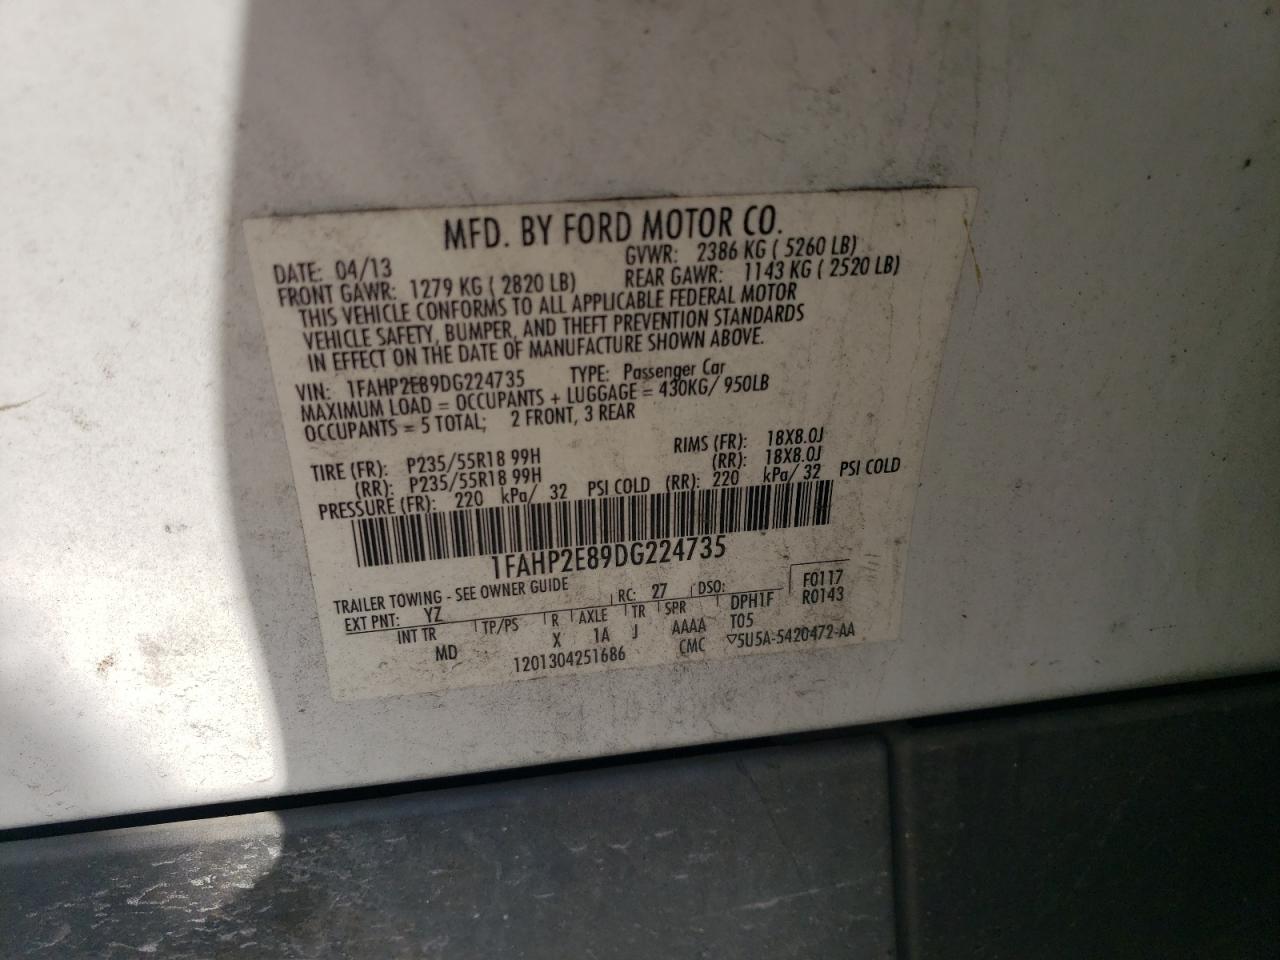 MFD. BY FORD MOTOR CO.
DATE: 04/13 GVWR: 2386 KG ( 5260 LB)
FRONT GAWR: 1279 KG ( 2820 LB) REAR GAWR: 1143 KG ( 2520 LB)
THIS VEHICLE CONFORMS TO ALL APPLICABLE FEDERAL MOTOR
VEHICLE SAFETY, BUMPER, AND THEFT PREVENTION STANDARDS
IN EFFECT ON THE DATE OF MANUFACTURE SHOWN ABOVE.
VIN: 1FAHP2E89DG224735 TYPE: Passenger Car
MAXIMUM LOAD = OCCUPANTS + LUGGAGE = 430KG/ 950LB
OCCUPANTS = 5 TOTAL; 2 FRONT, 3 REAR
TIRE (FR): P235/55R18 99H RIMS (FR): 18X8.0J
(RR): P235/55R18 99H (RR): 18X8.0J
PRESSURE (FR): 220 kPa/ 32 PSI COLD (RR): 220 kPa/ 32 PSI COLD
1FAHP2E89DG224735
TRAILER TOWING - SEE OWNER GUIDE
EXT PNT: YZ RC: 27 DSO: F0117
INT TR TP/PS R AXLE TR SPR DPH1F R0143
MD X 1A J AAAA T05
1201304251686 CMC ▽5U5A-5420472-AA